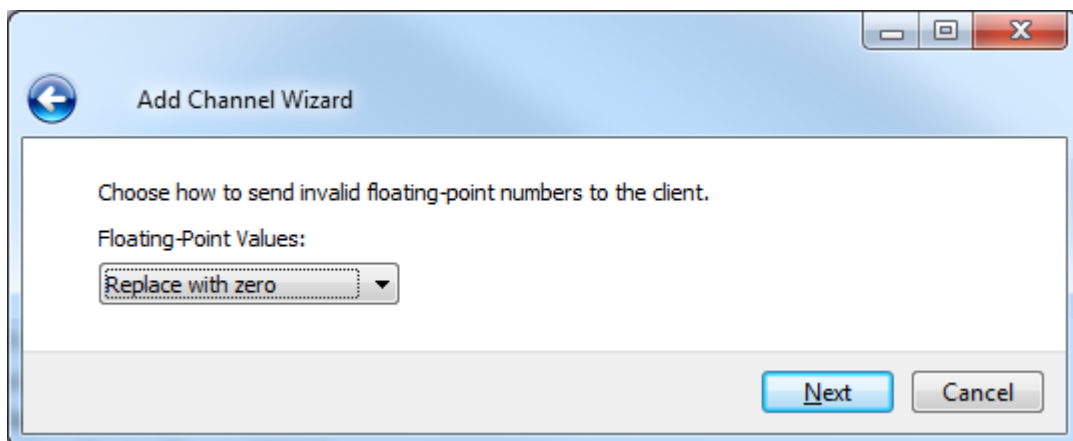 Add Channel Wizard
Choose how to send invalid floating-point numbers to the client.
Floating-Point Values:
Replace with zero
Next
Cancel